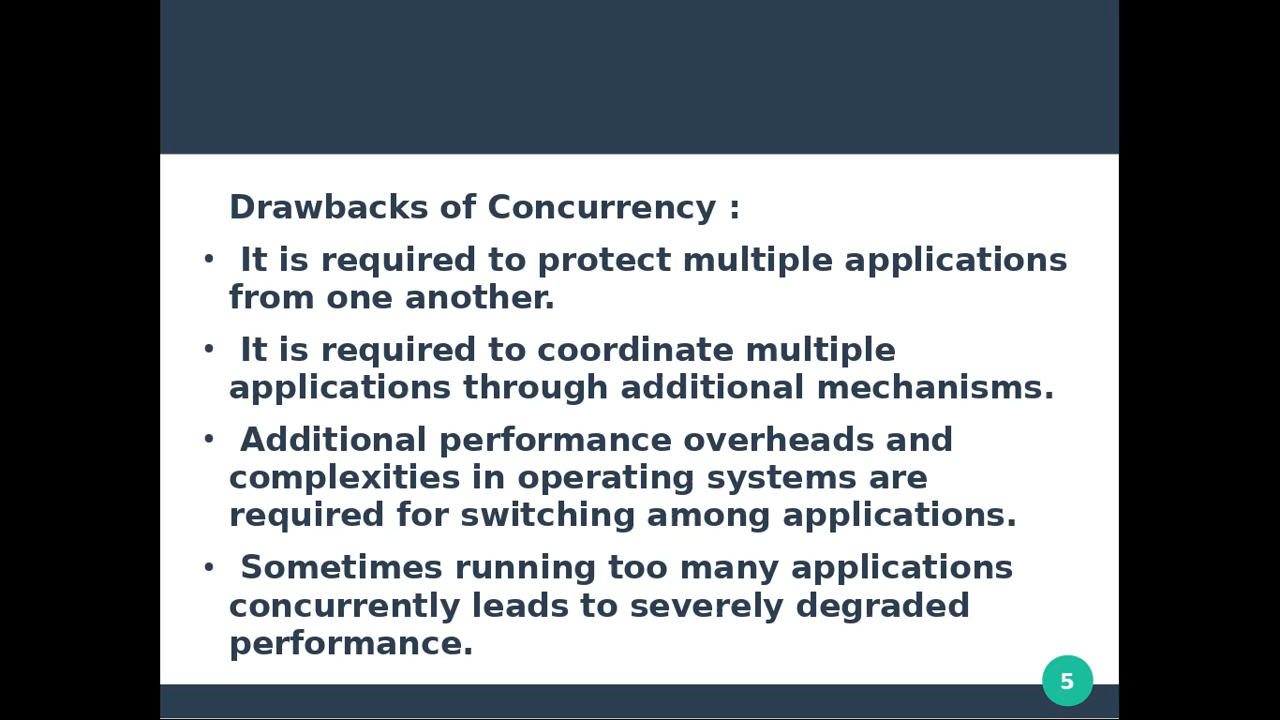 Drawbacks of Concurrency :
• It is required to protect multiple applications
from one another.
• It is required to coordinate multiple
applications through additional mechanisms.
• Additional performance overheads and
complexities in operating systems are
required for switching among applications.
• Sometimes running too many applications
concurrently leads to severely degraded
performance.
5